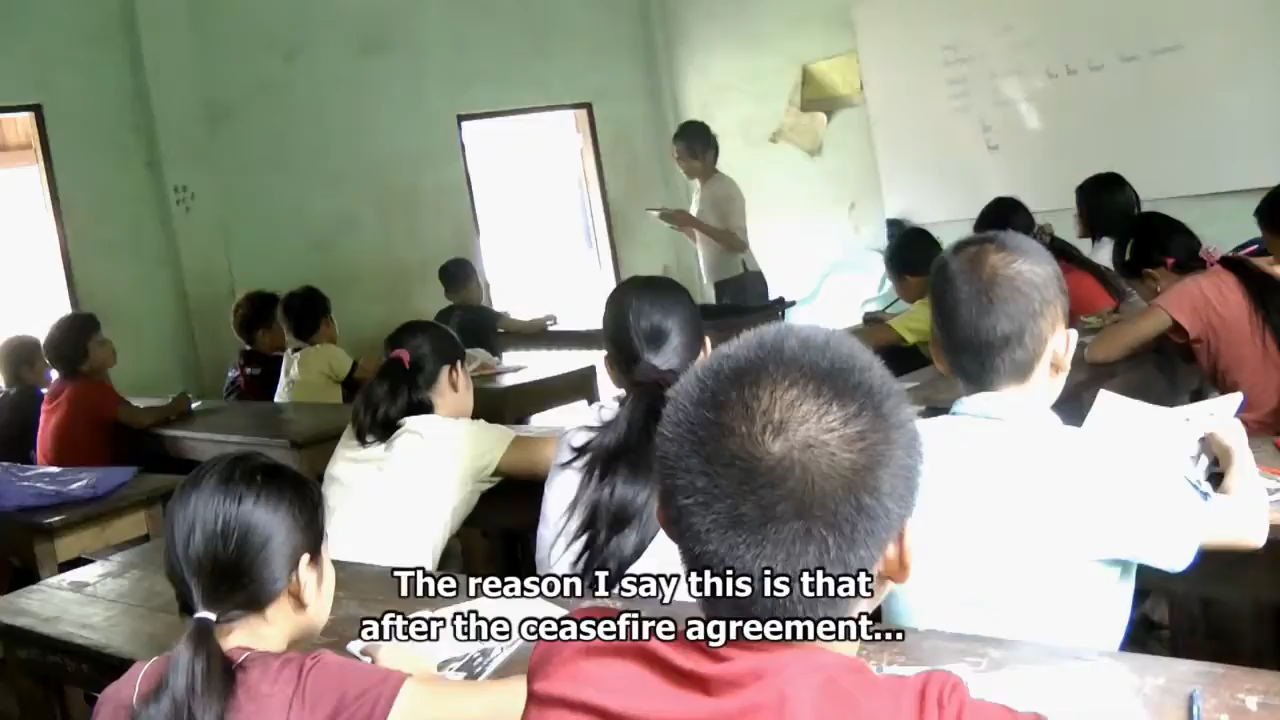 The reason I say this is that
after the ceasefire agreement...